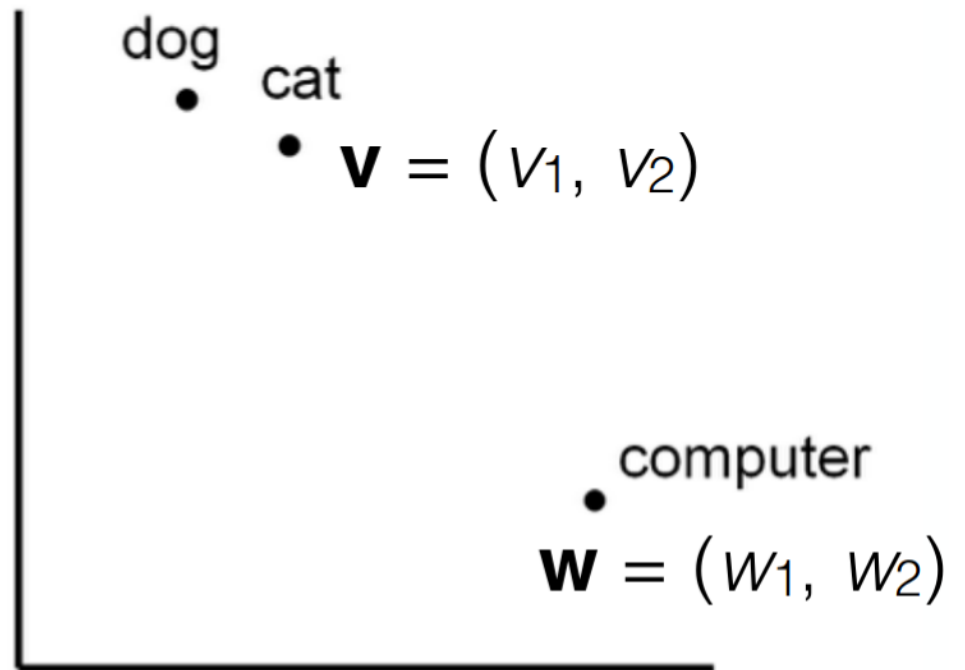 dog
cat
v = (v1, v2)
computer
w = (w1, w2)